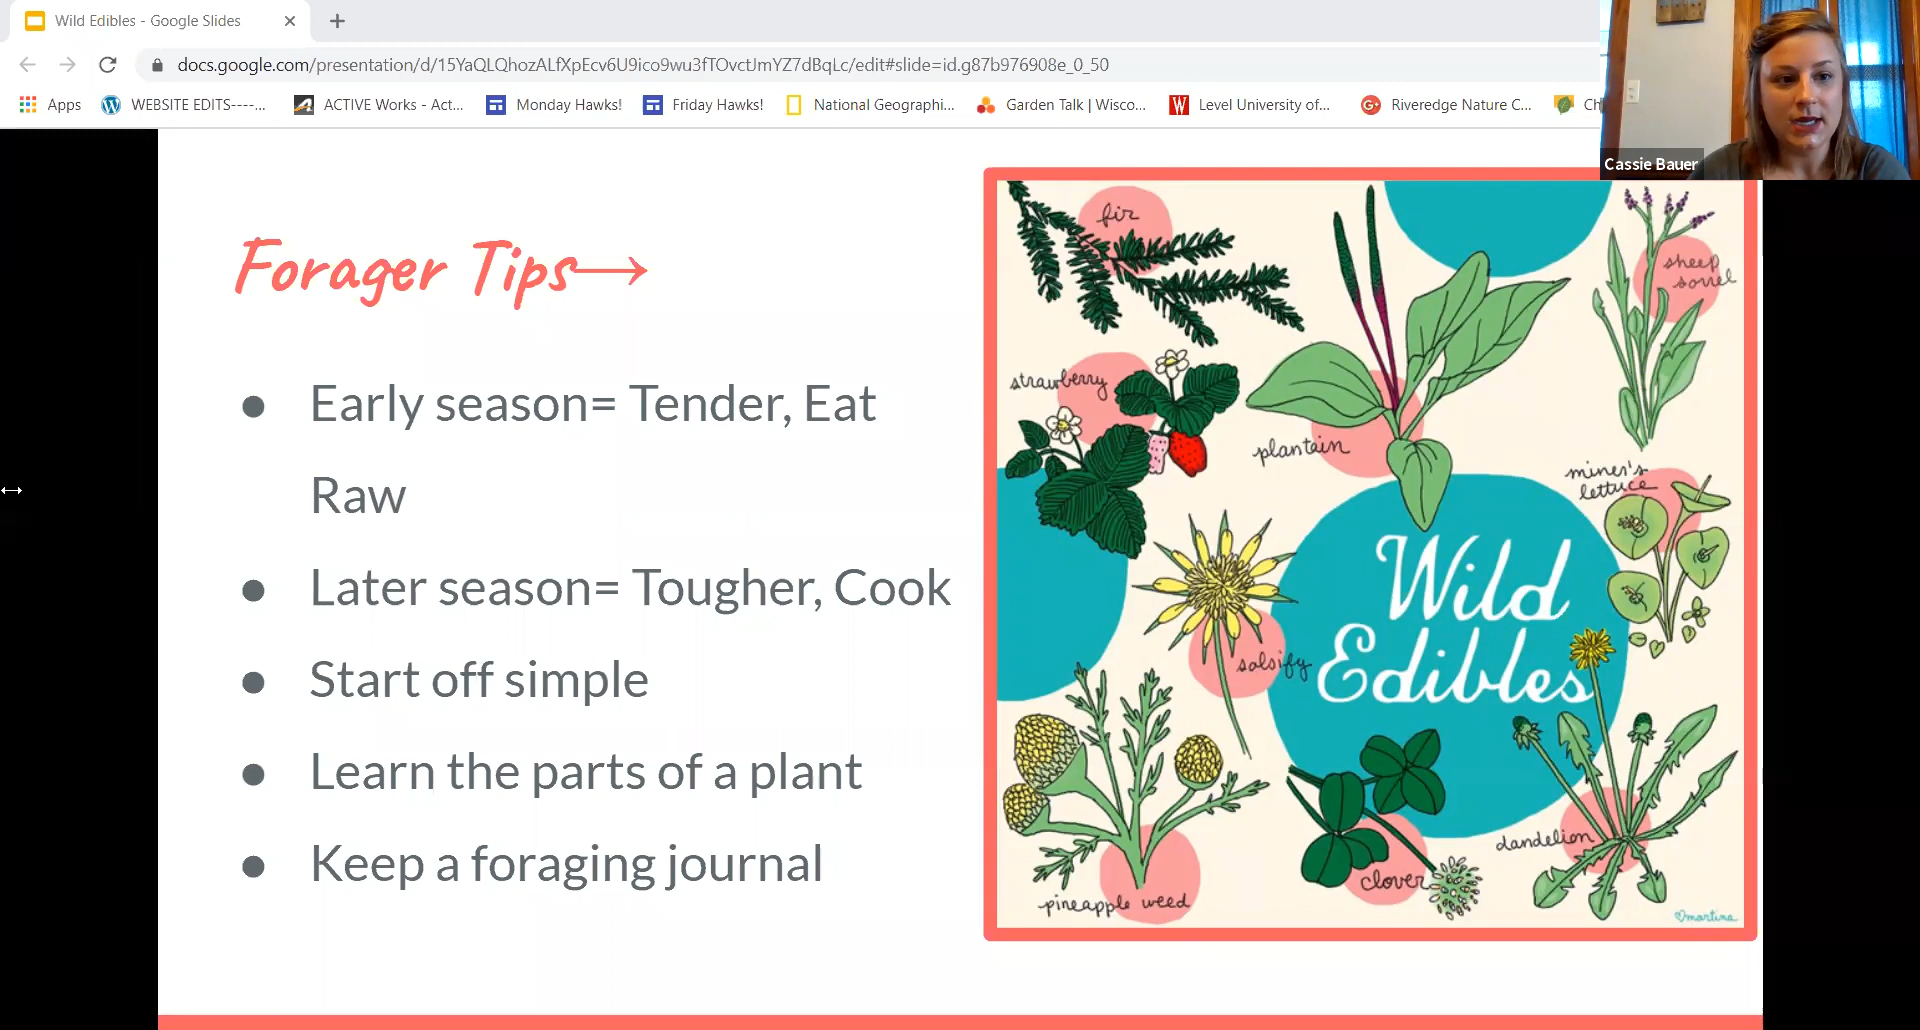 Wild Edibles - Google Slides
docs.google.com/presentation/d/15YaQLQhozALfXpEcv6U9ico9wu3fTOvctJmYZ7dBqLc/edit#slide=id.g87b976908e_0_50
Apps
WEBSITE EDITS----...
ACTIVE Works - Act...
Monday Hawks!
Friday Hawks!
National Geographi...
Garden Talk | Wisco...
Level University of...
Riveredge Nature C...
Ch
Cassie Bauer
Forager Tips→
● Early season= Tender, Eat
Raw
● Later season= Tougher, Cook
● Start off simple
● Learn the parts of a plant
● Keep a foraging journal
fir
sheep
sorrel
strawberry
plantain
miner's
lettuce
Wild
Edibles
salsify
dandelion
clover
pineapple weed
martina